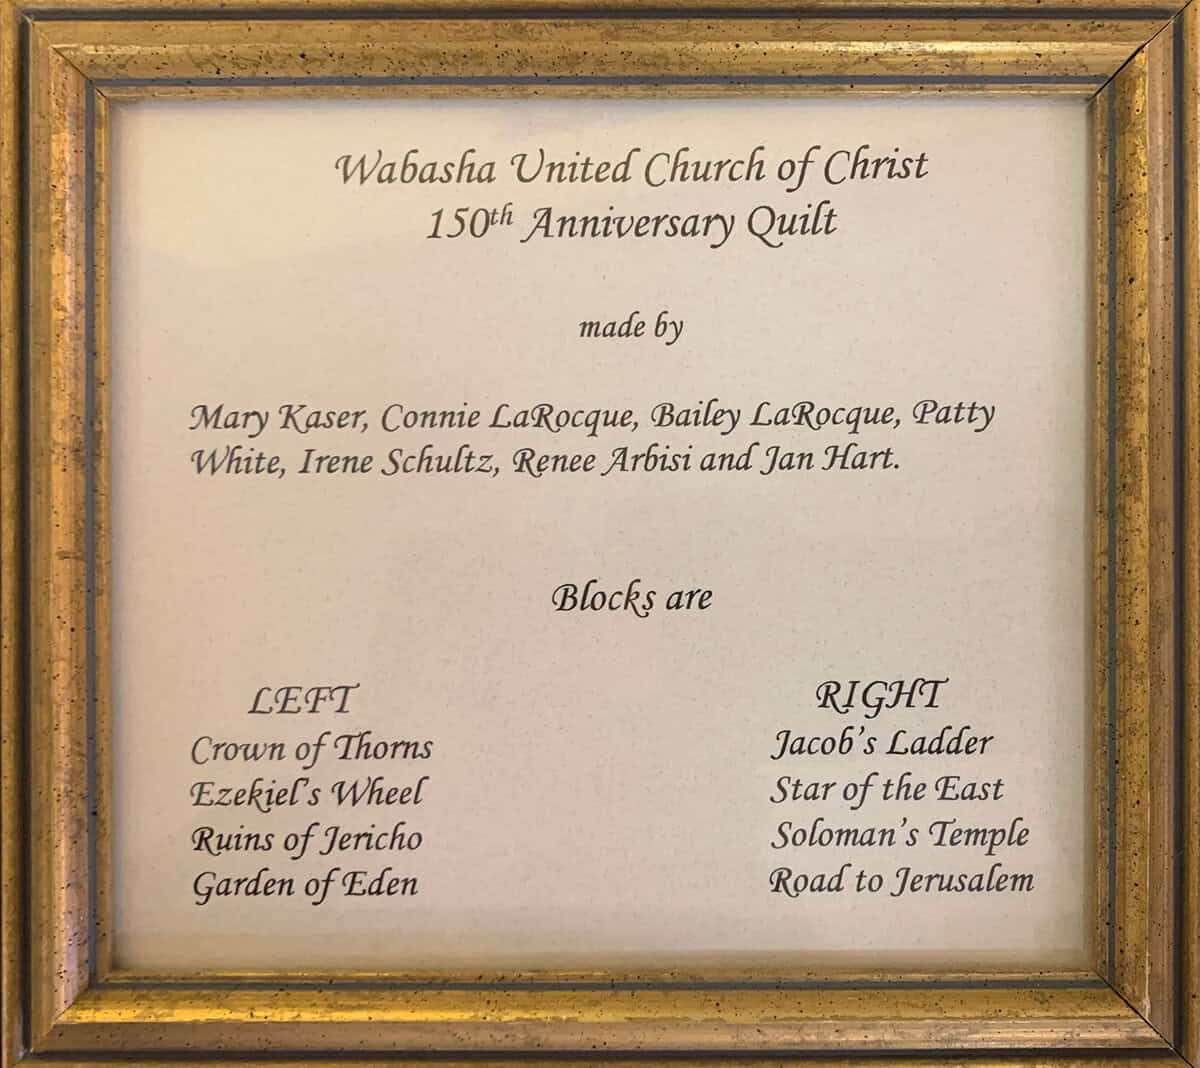 Wabasha United Church of Christ
150th Anniversary Quilt
made by
Mary Kaser, Connie LaRocque, Bailey LaRocque, Patty
White, Irene Schultz, Renee Arbisi and Jan Hart.
Blocks are
LEFT
Crown of Thorns
Ezekiel's Wheel
Ruins of Jericho
Garden of Eden
RIGHT
Jacob's Ladder
Star of the East
Soloman's Temple
Road to Jerusalem